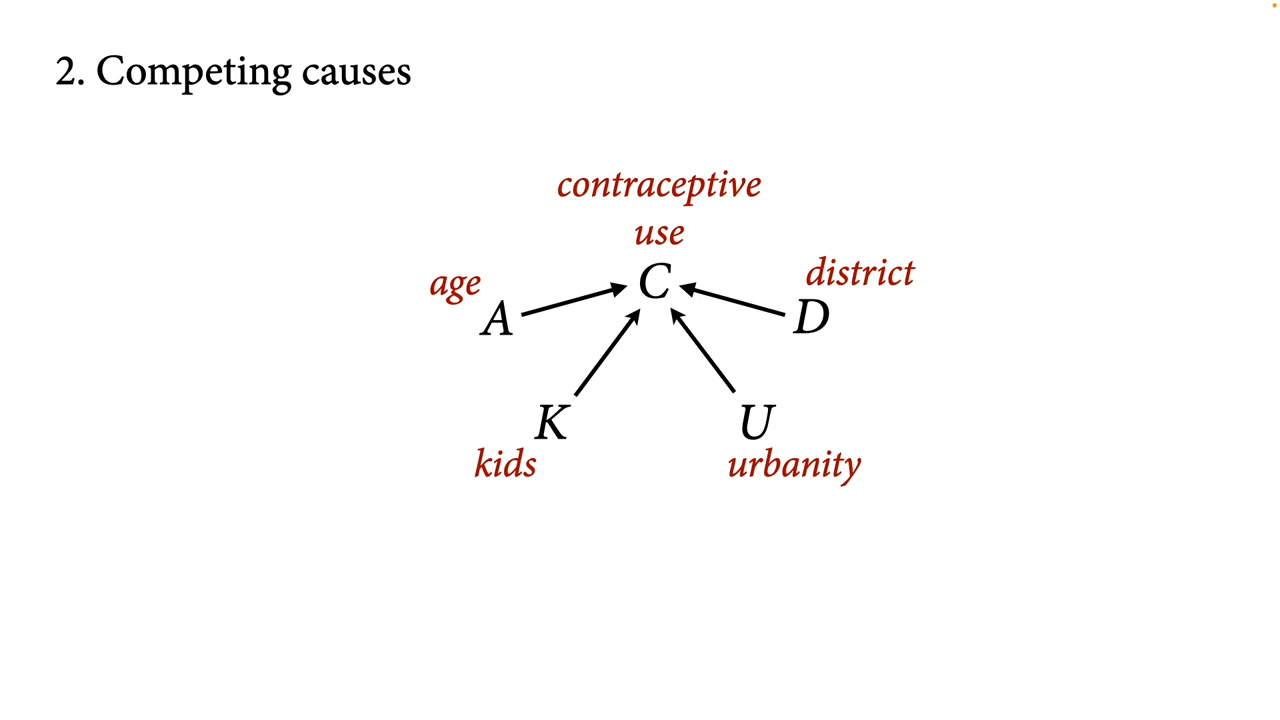 2. Competing causes
contraceptive
use
C
age
A
district
D
K
kids
U
urbanity